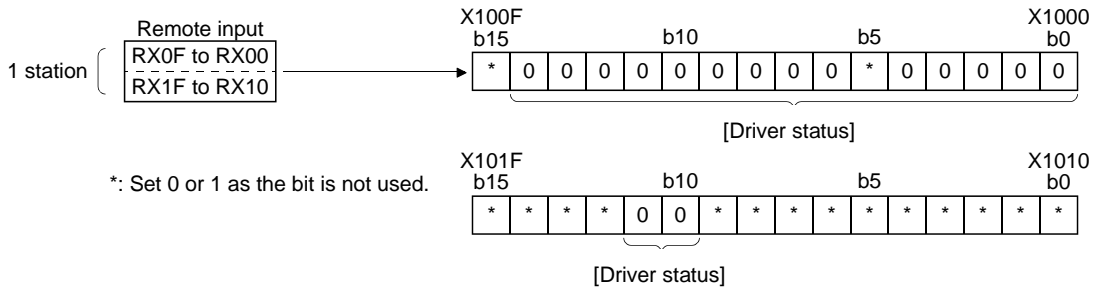 Remote input
1 station
RX0F to RX00
RX1F to RX10
X100F X1000
b15 b10 b5 b0
* 0 0 0 0 0 0 0 0 0 * 0 0 0 0 0
[Driver status]
*: Set 0 or 1 as the bit is not used.
X101F X1010
b15 b10 b5 b0
* * * * 0 0 * * * * * * * * * *
[Driver status]